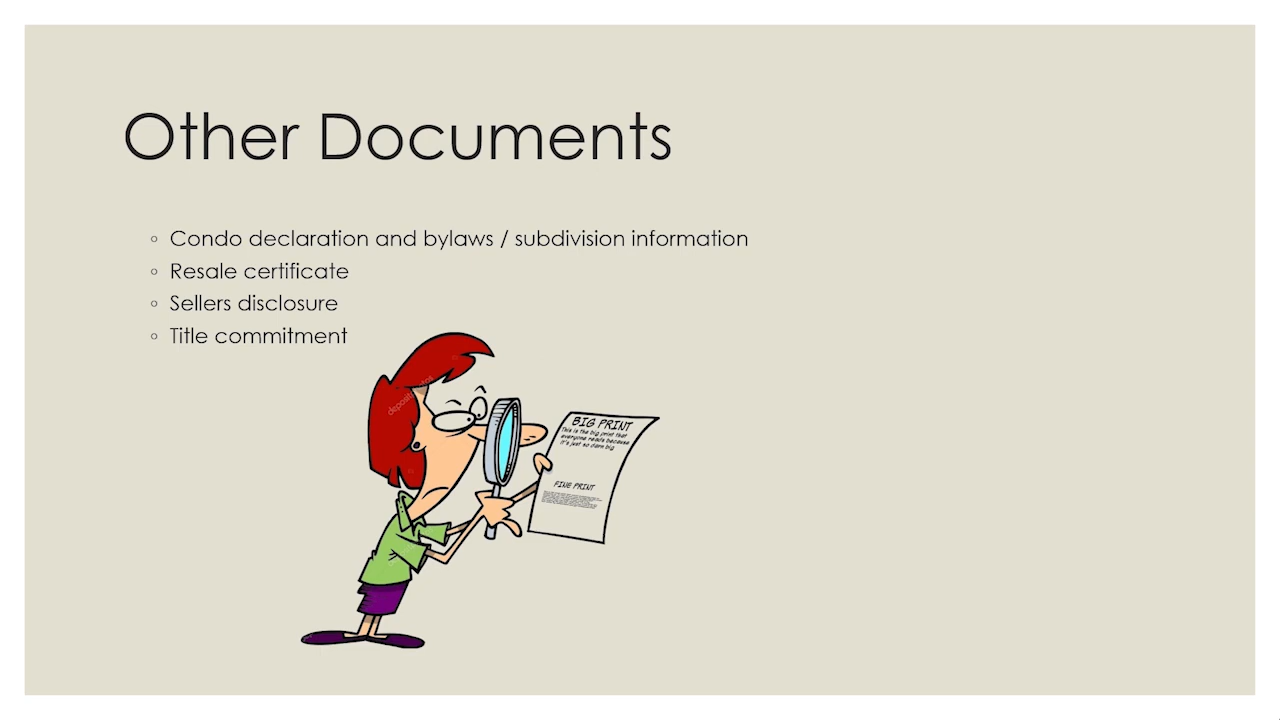 Other Documents
Condo declaration and bylaws / subdivision information
Resale certificate
Sellers disclosure
Title commitment
BIG PRINT
This is the big print that
everyone reads because
it's just so darn big
FINE PRINT